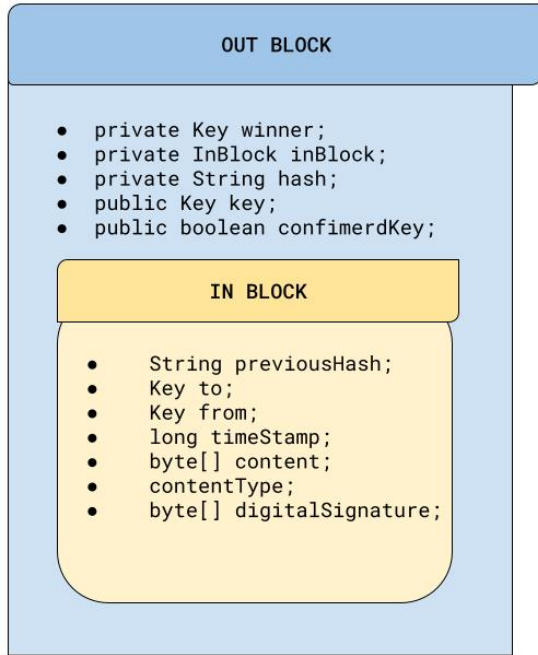 OUT BLOCK
● private Key winner;
● private InBlock inBlock;
● private String hash;
● public Key key;
● public boolean confimerdKey;
IN BLOCK
● String previousHash;
● Key to;
● Key from;
● long timeStamp;
● byte[] content;
● contentType;
● byte[] digitalSignature;